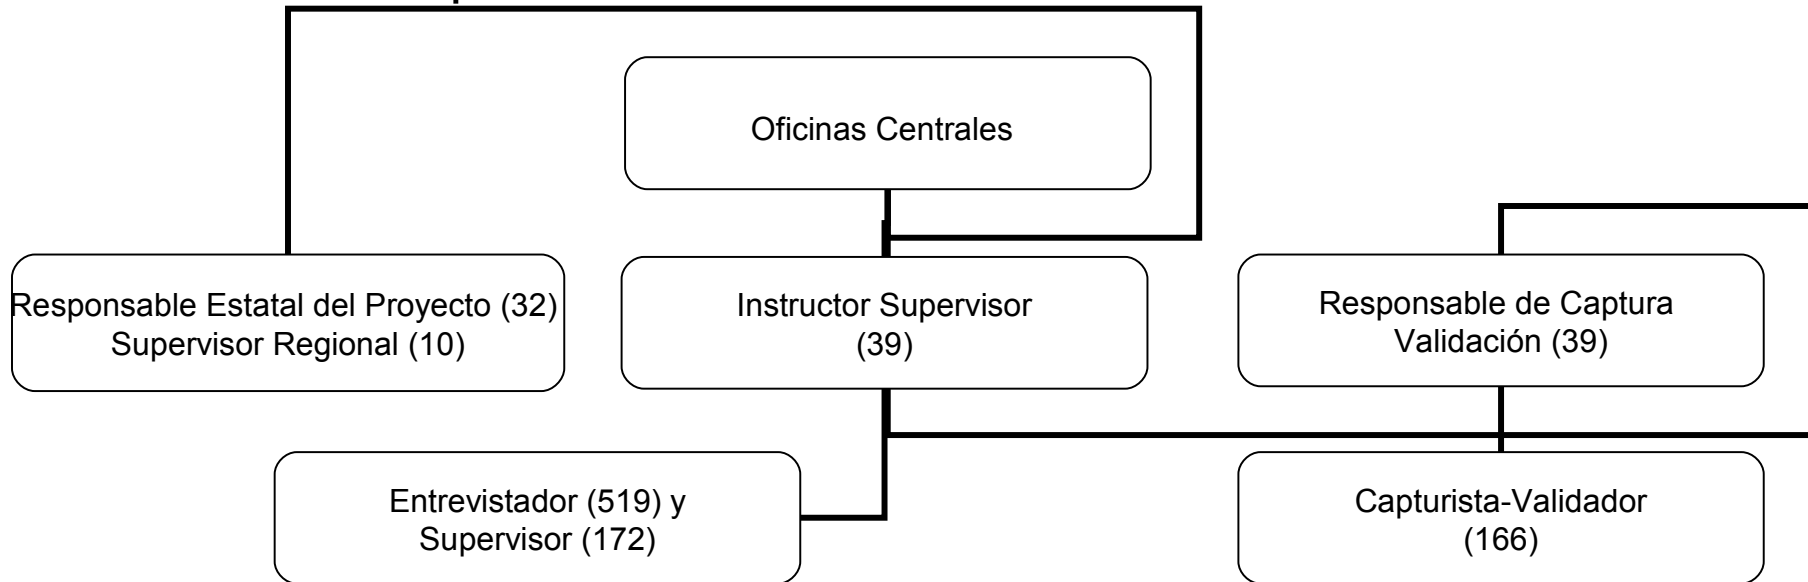 Oficinas Centrales
Responsable Estatal del Proyecto (32)
Supervisor Regional (10)
Instructor Supervisor
(39)
Responsable de Captura
Validación (39)
Entrevistador (519) y
Supervisor (172)
Capturista-Validador
(166)